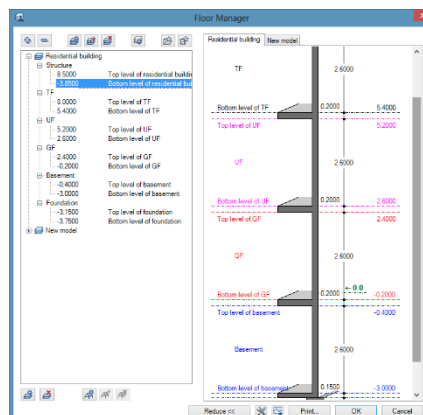 Floor Manager
Residential building
Structure
8.5000 Top level of residential buildi
-3.8500 Bottom level of residential bui
TF
8.0000 Top level of TF
5.4000 Bottom level of TF
UF
5.2000 Top level of UF
2.6000 Bottom level of UF
GF
2.4000 Top level of GF
-0.2000 Bottom level of GF
Basement
-0.4000 Top level of basement
-3.0000 Bottom level of basement
Foundation
-3.1500 Top level of foundation
-3.7500 Bottom level of foundation
New model
Residential building New model
TF 2.6000
Bottom level of TF 0.2000 5.4000
Top level of UF 5.2000
UF 2.6000
Bottom level of UF 0.2000 2.6000
Top level of GF 2.4000
GF 2.6000
0.0
Bottom level of GF 0.2000 -0.2000
Top level of basement -0.4000
Basement 2.6000
Bottom level of basement 0.1500 -3.0000
Reduce << Print... OK Cancel